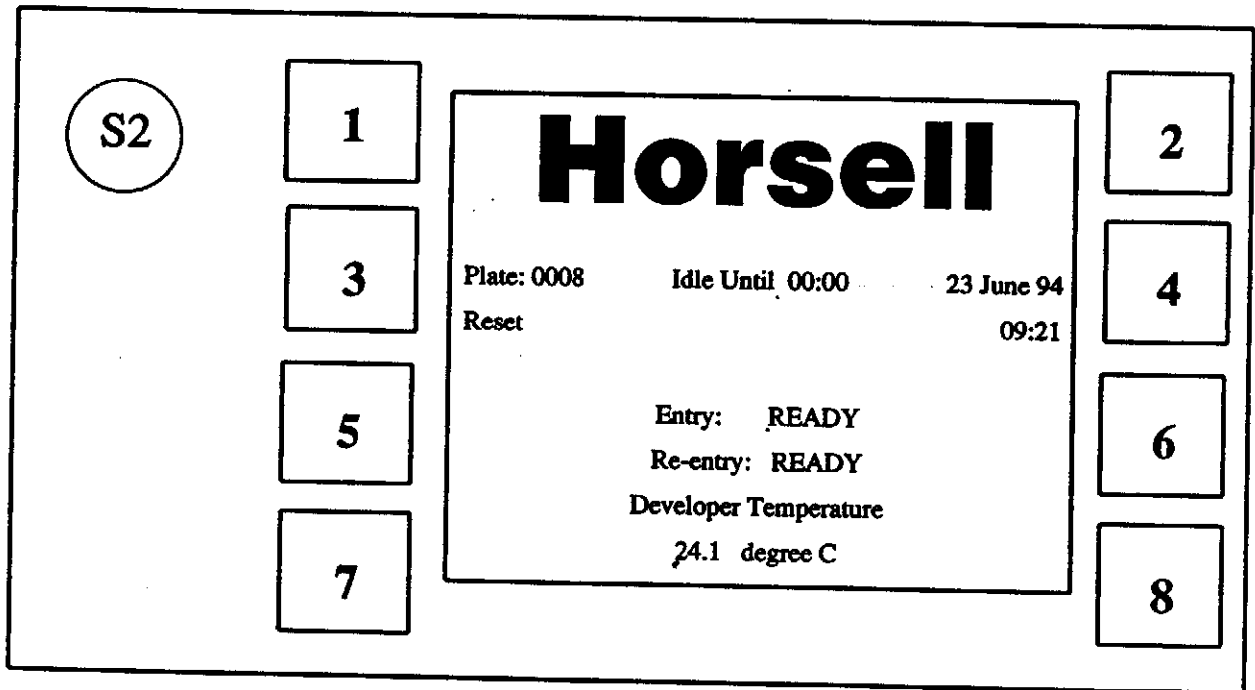 S2
1
2
Horsell
3
4
Plate: 0008 Idle Until 00:00 23 June 94
Reset 09:21
5
6
Entry: READY
Re-entry: READY
Developer Temperature
24.1 degree C
7
8